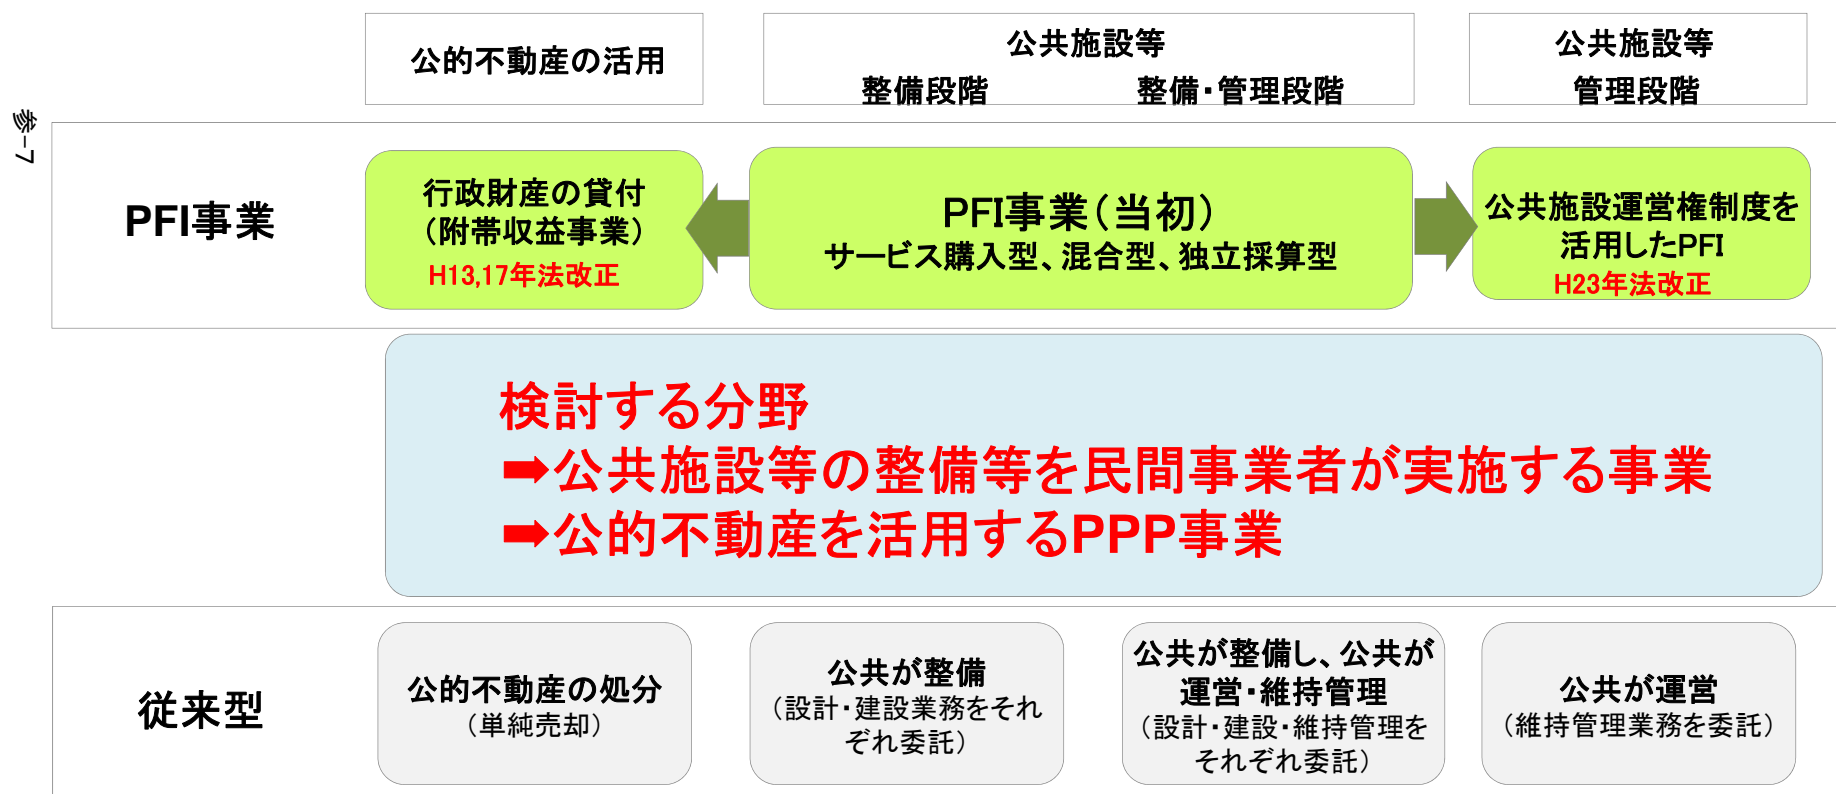 公的不動産の活用
公共施設等
整備段階 整備・管理段階
公共施設等
管理段階
参-7
PFI事業
行政財産の貸付
（附帯収益事業）
H13,17年法改正
PFI事業（当初）
サービス購入型、混合型、独立採算型
公共施設運営権制度を
活用したPFI
H23年法改正
検討する分野
➡公共施設等の整備等を民間事業者が実施する事業
➡公的不動産を活用するPPP事業
従来型
公的不動産の処分
（単純売却）
公共が整備
（設計・建設業務をそれ
ぞれ委託）
公共が整備し、公共が
運営・維持管理
（設計・建設・維持管理を
それぞれ委託）
公共が運営
（維持管理業務を委託）